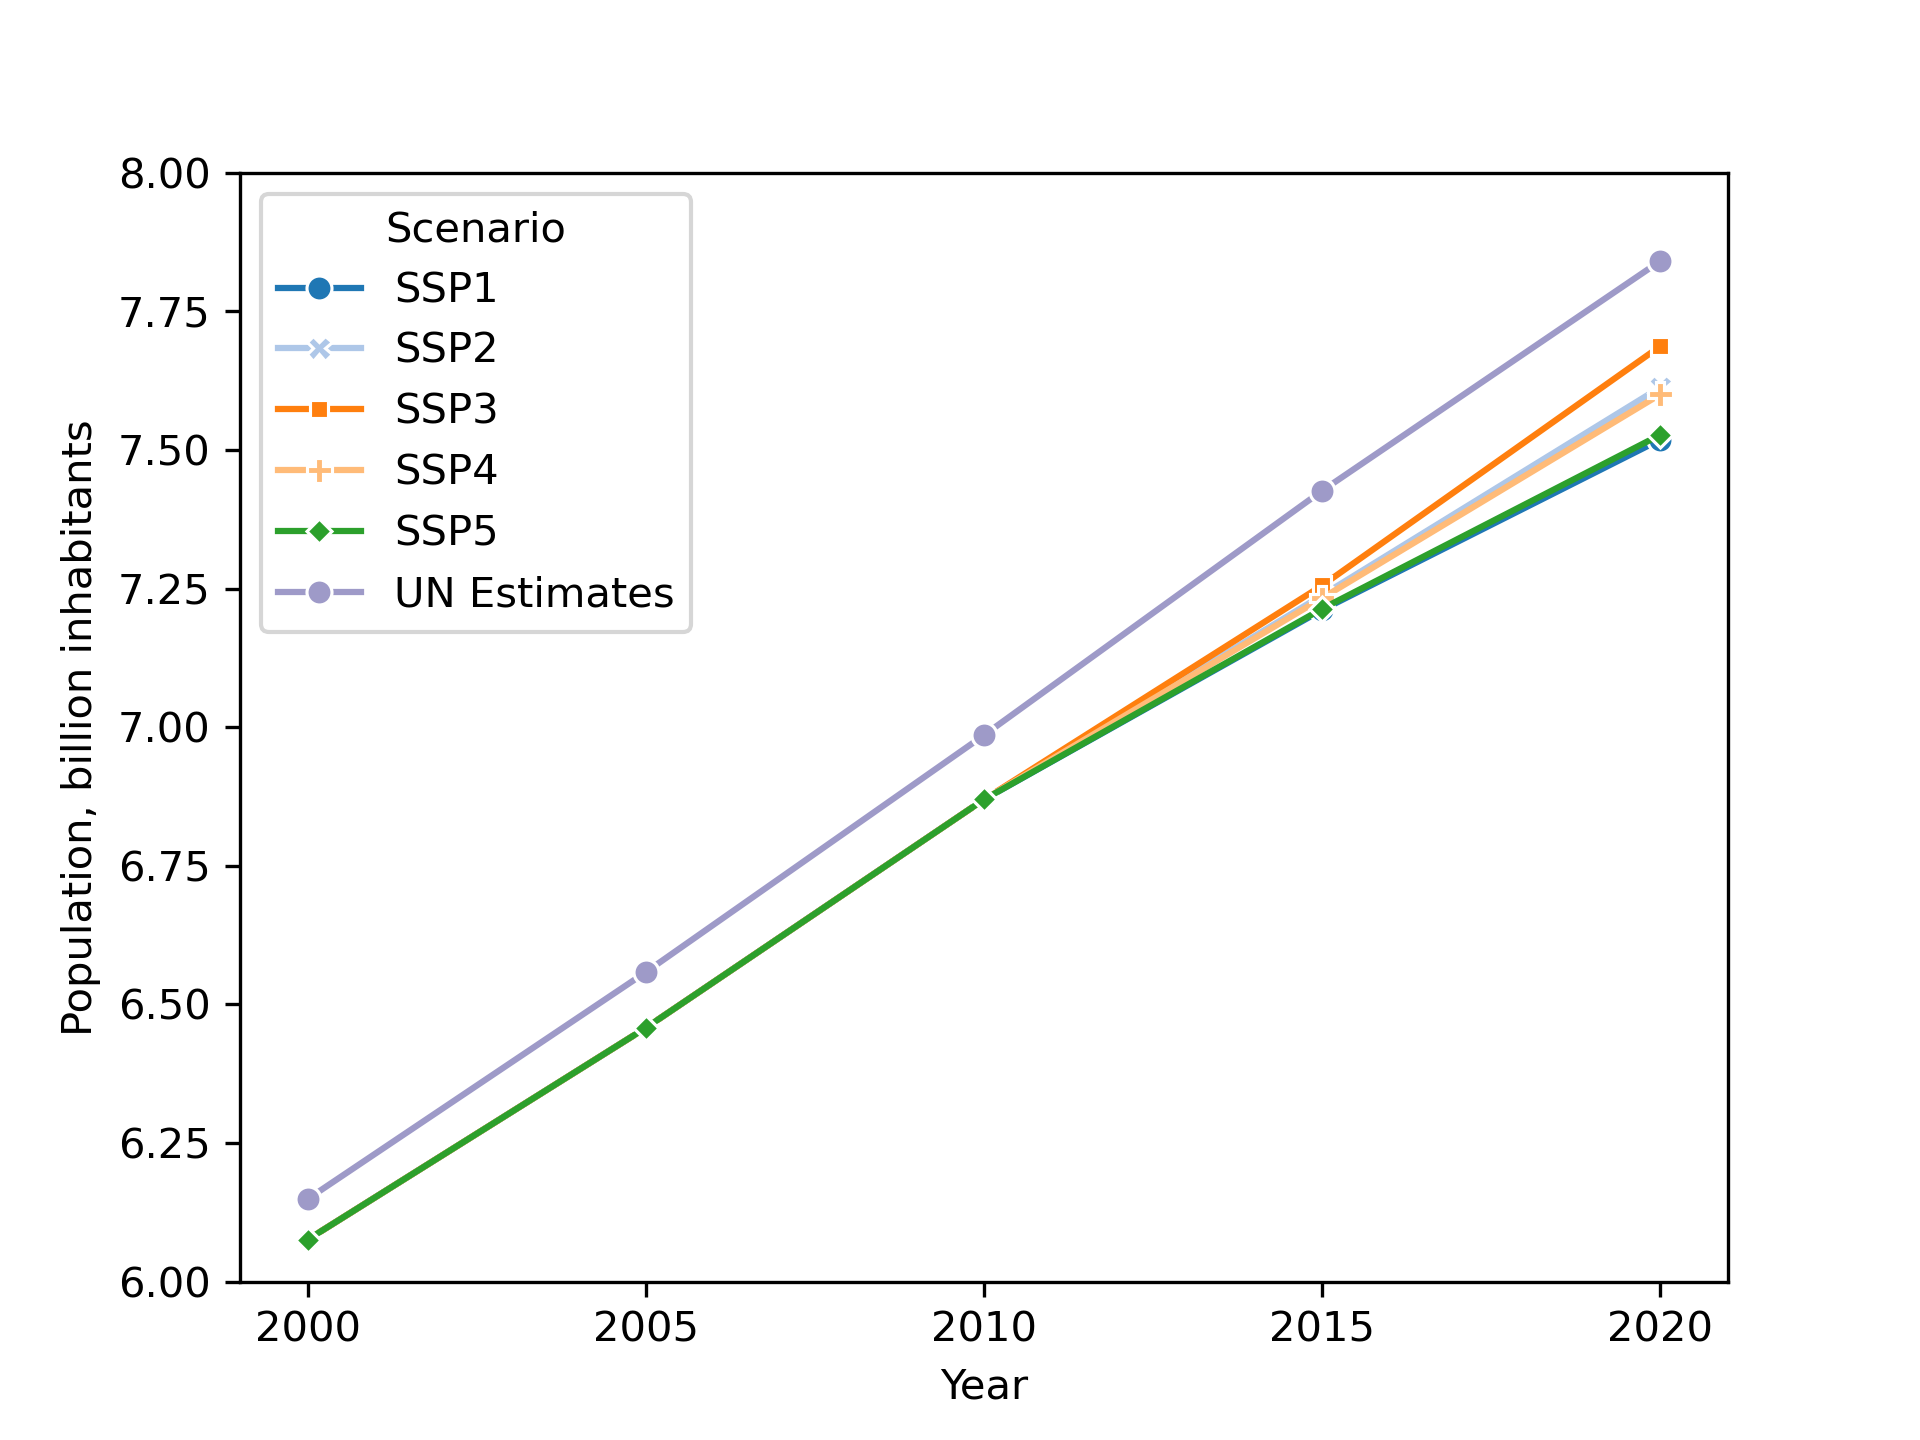 8.00
7.75
7.50
7.25
7.00
6.75
6.50
6.25
6.00
Population, billion inhabitants
Scenario
SSP1
SSP2
SSP3
SSP4
SSP5
UN Estimates
2000 2005 2010 2015 2020
Year